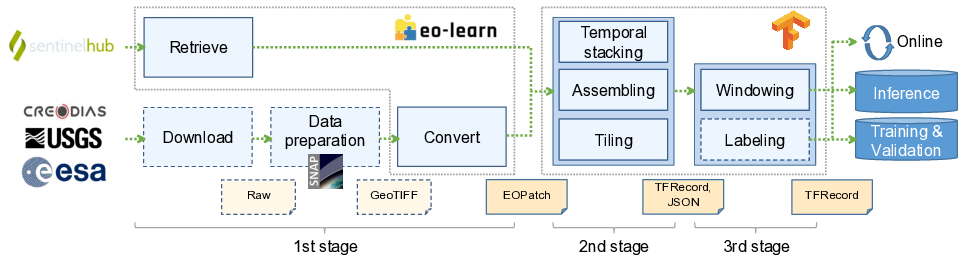 sentinelhub
Retrieve
eo-learn
Temporal
stacking
Assembling
Tiling
Windowing
Labeling
Online
Inference
Training &
Validation
CREODIAS
USGS
esa
Download
Data
preparation
SNAP
Convert
Raw
GeoTIFF
EOPatch
TFRecord,
JSON
TFRecord
1st stage
2nd stage
3rd stage